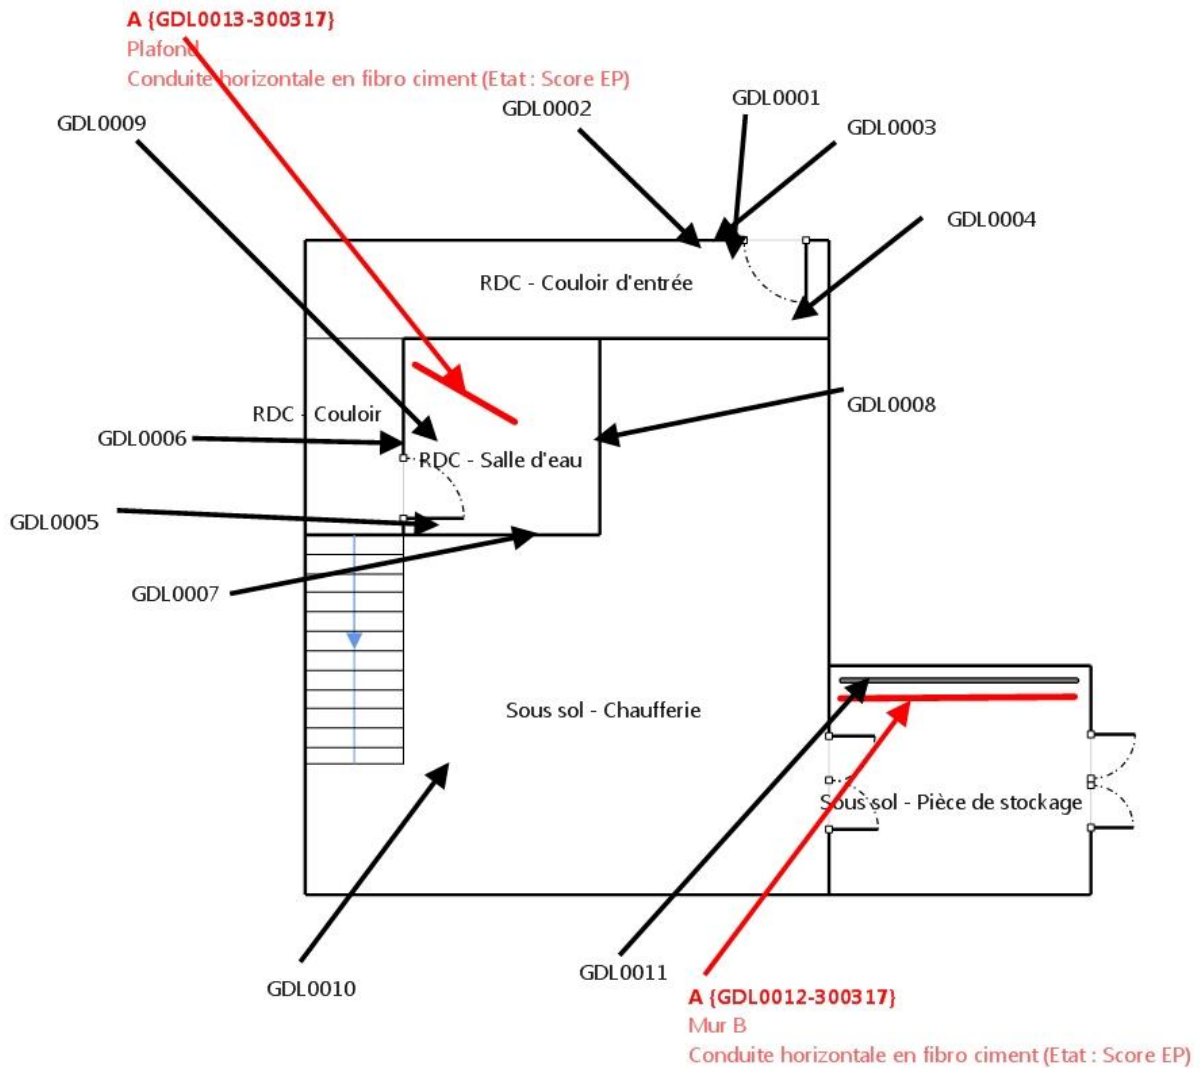 A {GDL0013-300317}
Plafond
Conduite horizontale en fibro ciment (Etat : Score EP)
GDL0001
GDL0002
GDL0009
GDL0003
GDL0004
RDC - Couloir d'entrée
GDL0008
RDC - Couloir
GDL0006
RDC - Salle d'eau
GDL0005
GDL0007
Sous sol - Chaufferie
Sous sol - Pièce de stockage
GDL0011
GDL0010
A {GDL0012-300317}
Mur B
Conduite horizontale en fibro ciment (Etat : Score EP)